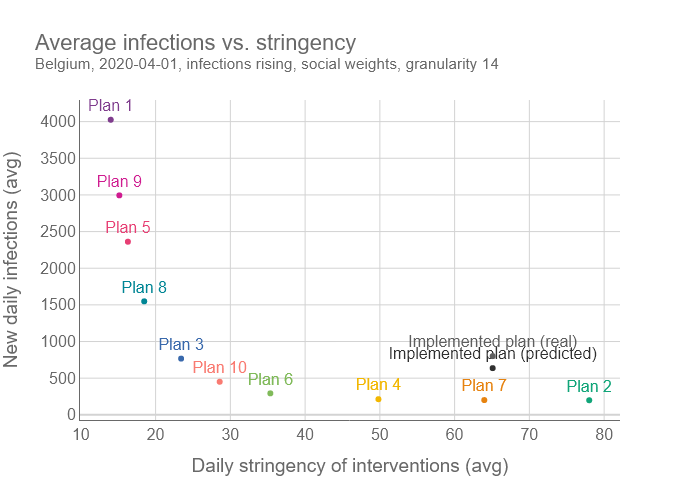 Average infections vs. stringency
Belgium, 2020-04-01, infections rising, social weights, granularity 14
New daily infections (avg)
4000
3500
3000
2500
2000
1500
1000
500
0
Plan 1
Plan 9
Plan 5
Plan 8
Plan 3
Plan 10
Plan 6
Plan 4
Implemented plan (real)
Implemented plan (predicted)
Plan 7
Plan 2
10 20 30 40 50 60 70 80
Daily stringency of interventions (avg)